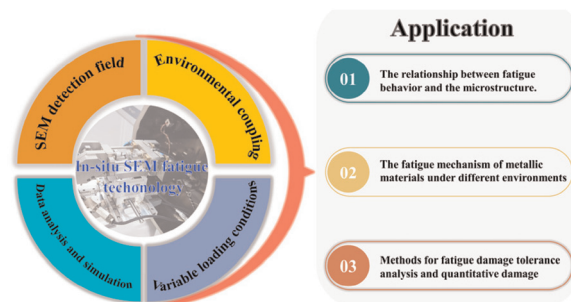 SEM detection field
Environmental coupling
In-situ SEM fatigue
techonology
Data analysis and simulation
Variable loading conditions
Application
01
The relationship between fatigue
behavior and the microstructure.
02
The fatigue mechanism of metallic
materials under different environments
03
Methods for fatigue damage tolerance
analysis and quantitative damage